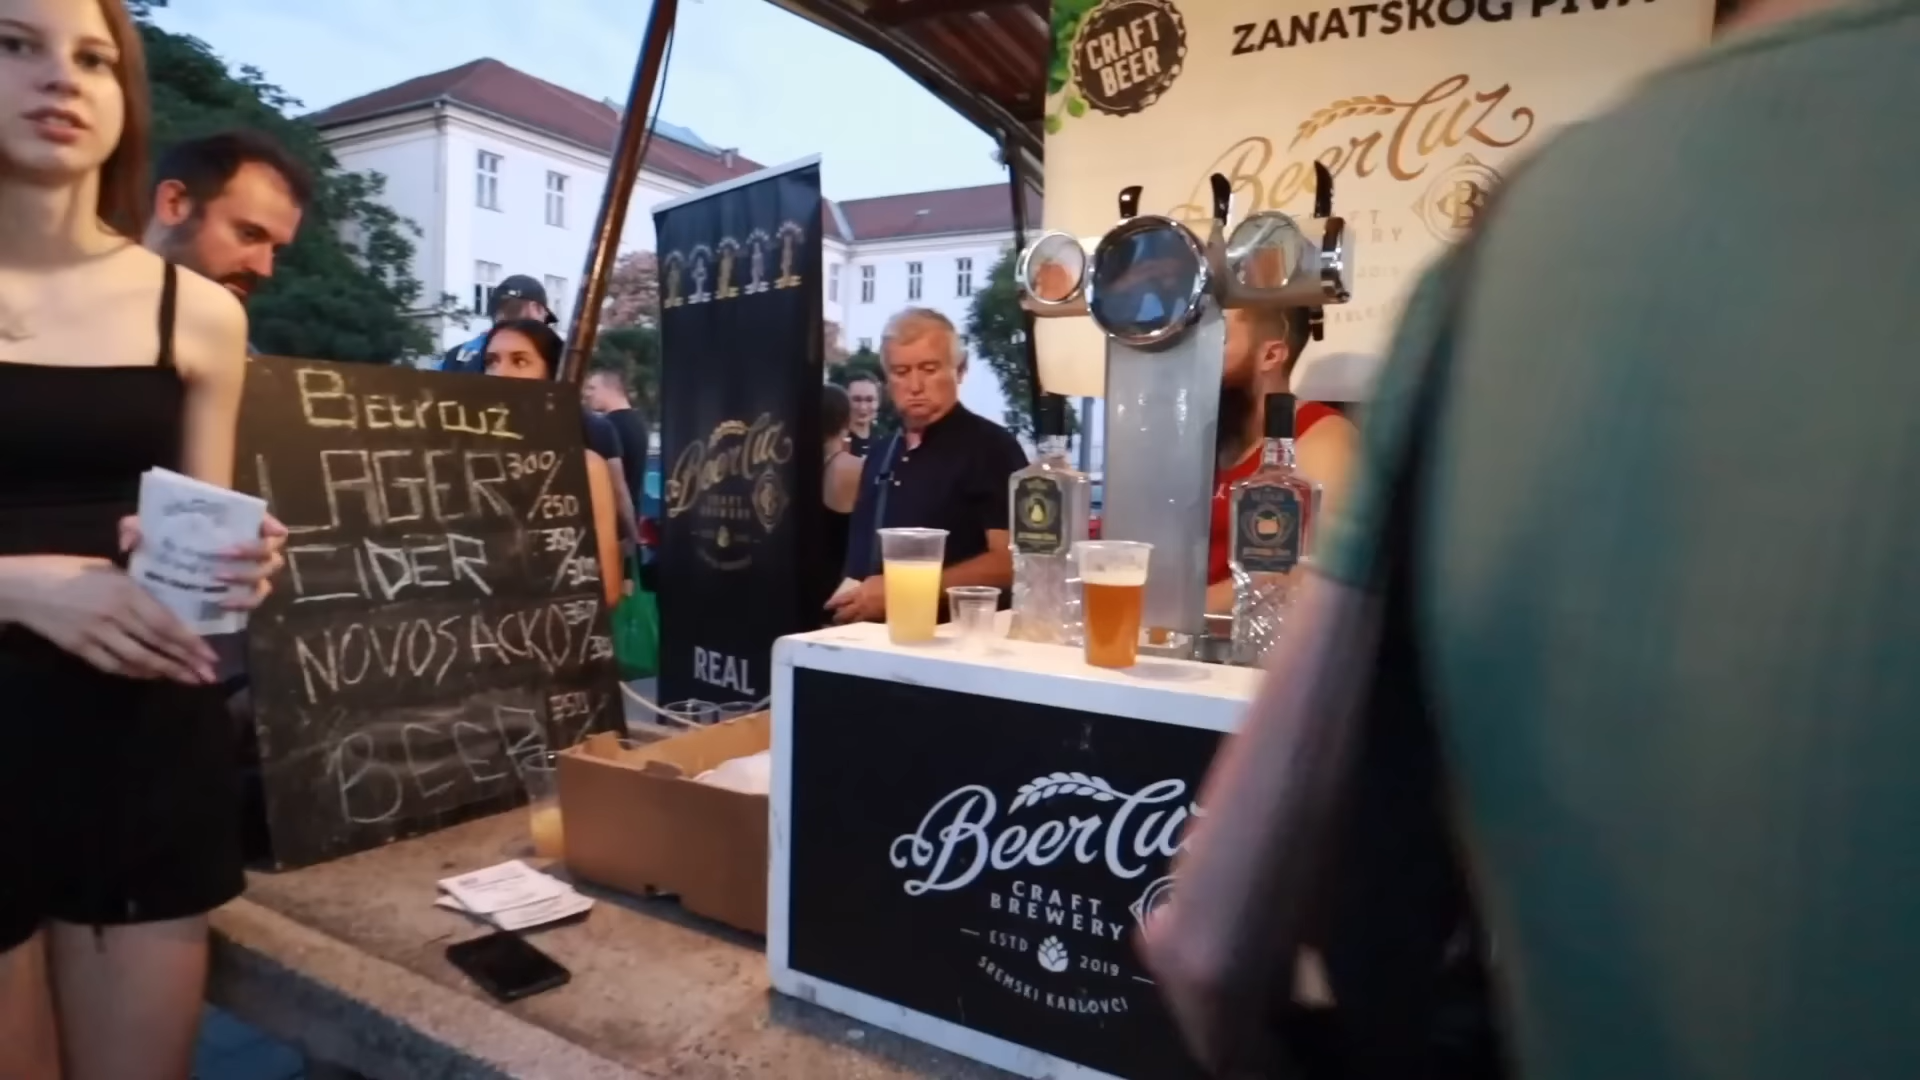 ZANATSKOG PIVA
CRAFT
BEER
BeerCuz
BeerCuz
LAGER 300/250
CIDER 350/300
NOVOSADSKO
BEER
350
BeerCuz
CRAFT
BREWERY
REAL
BeerCuz
CRAFT
BREWERY
ESTD 2019
SREMSKI KARLOVCI